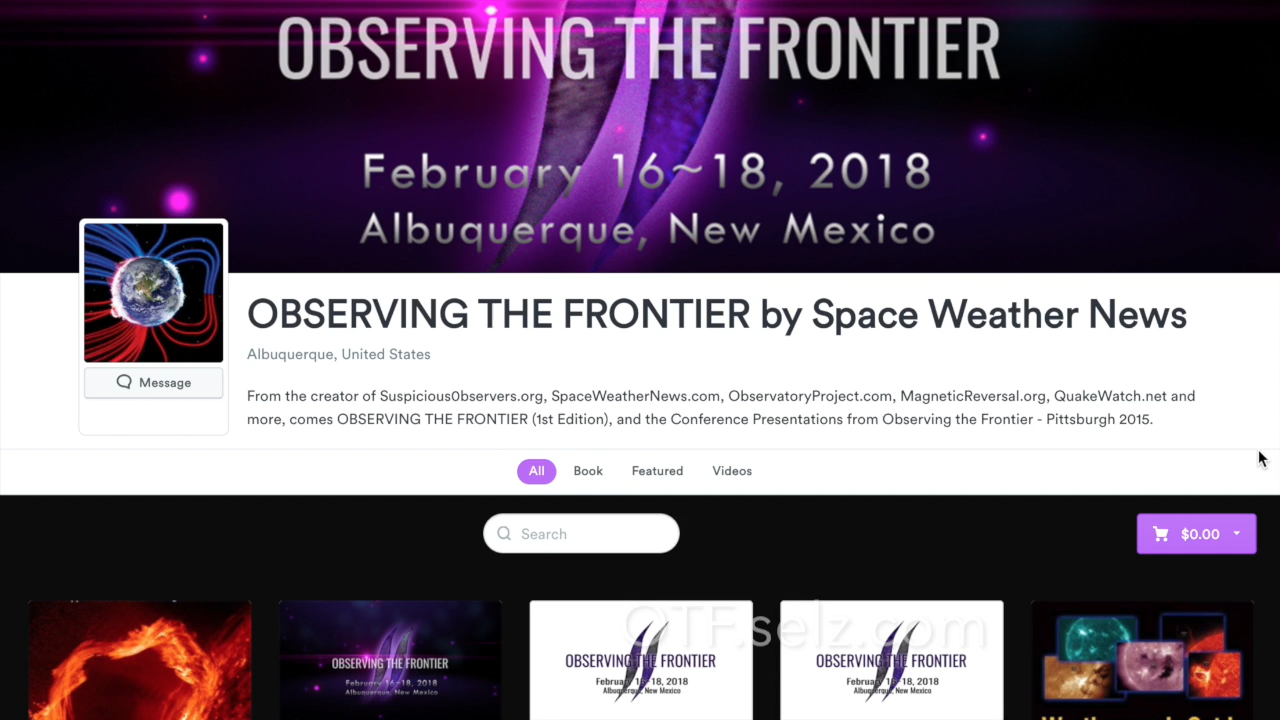 OBSERVING THE FRONTIER
February 16~18, 2018
Albuquerque, New Mexico
OBSERVING THE FRONTIER by Space Weather News
Albuquerque, United States
Message
From the creator of Suspicious0bservers.org, SpaceWeatherNews.com, ObservatoryProject.com, MagneticReversal.org, QuakeWatch.net and
more, comes OBSERVING THE FRONTIER (1st Edition), and the Conference Presentations from Observing the Frontier - Pittsburgh 2015.
All Book Featured Videos
Search
$0.00
OTF.selz.com
OBSERVING THE FRONTIER
February 16~18, 2018
Albuquerque, New Mexico
OBSERVING THE FRONTIER
February 16~18, 2018
Albuquerque, New Mexico
OBSERVING THE FRONTIER
February 16~18, 2018
Albuquerque, New Mexico